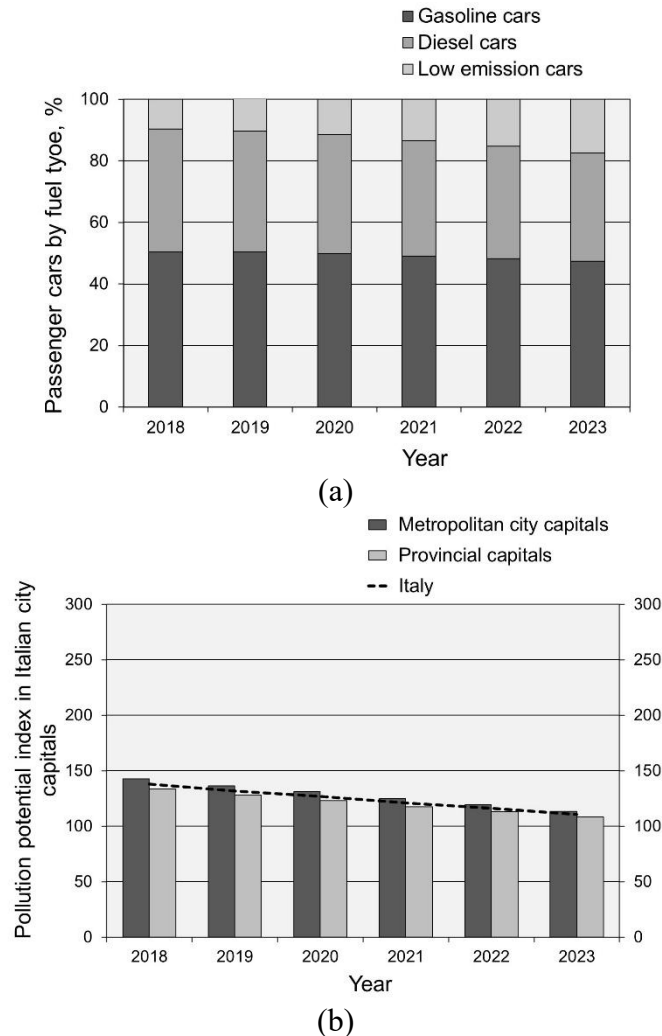 Gasoline cars
Diesel cars
Low emission cars
Passenger cars by fuel tyoe, %
100
80
60
40
20
0
2018 2019 2020 2021 2022 2023
Year
(a)
Metropolitan city capitals
Provincial capitals
Italy
Pollution potential index in Italian city
capitals
300 300
250 250
200 200
150 150
100 100
50 50
0 0
2018 2019 2020 2021 2022 2023
Year
(b)